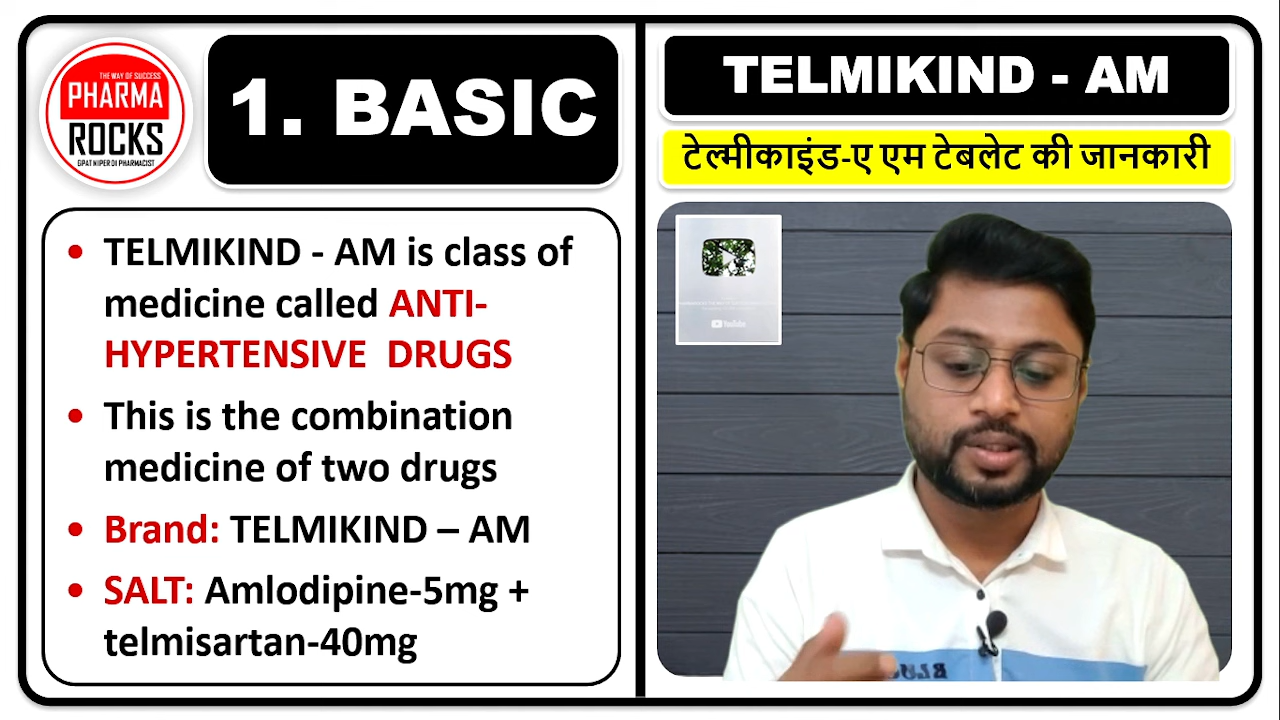 THE WAY OF SUCCESS
PHARMA
ROCKS
GPAT NIPER DI PHARMACIST
1. BASIC
• TELMIKIND - AM is class of
medicine called ANTI-
HYPERTENSIVE DRUGS
• This is the combination
medicine of two drugs
• Brand: TELMIKIND – AM
• SALT: Amlodipine-5mg +
telmisartan-40mg
TELMIKIND - AM
टेल्मीकाइंड-ए एम टेबलेट की जानकारी
YouTube